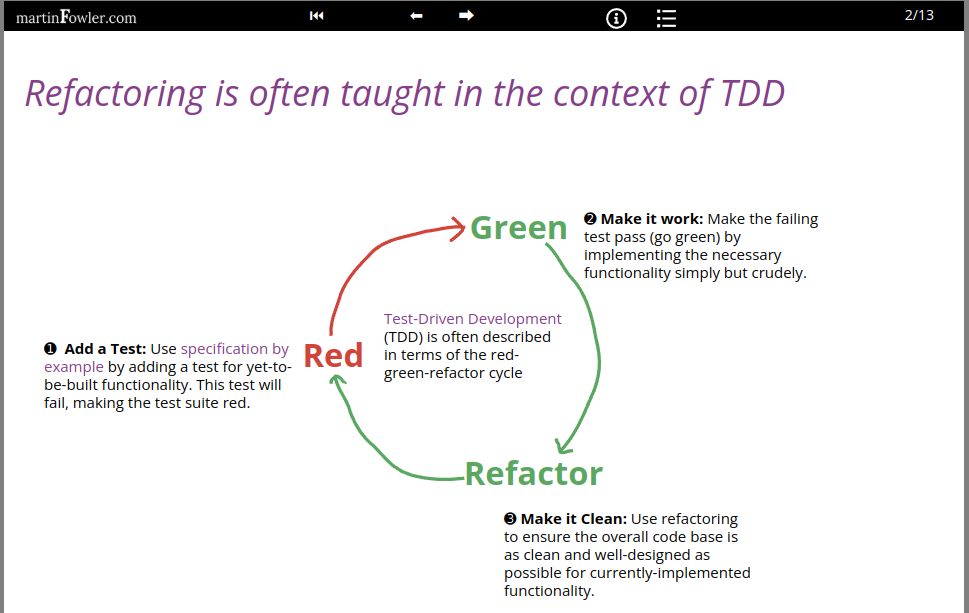 martinFowler.com
2/13
Refactoring is often taught in the context of TDD
Green
❷ Make it work: Make the failing
test pass (go green) by
implementing the necessary
functionality simply but crudely.
Test-Driven Development
(TDD) is often described
in terms of the red-
green-refactor cycle
❶ Add a Test: Use specification by
example by adding a test for yet-to-
be-built functionality. This test will
fail, making the test suite red.
Red
Refactor
❸ Make it Clean: Use refactoring
to ensure the overall code base is
as clean and well-designed as
possible for currently-implemented
functionality.